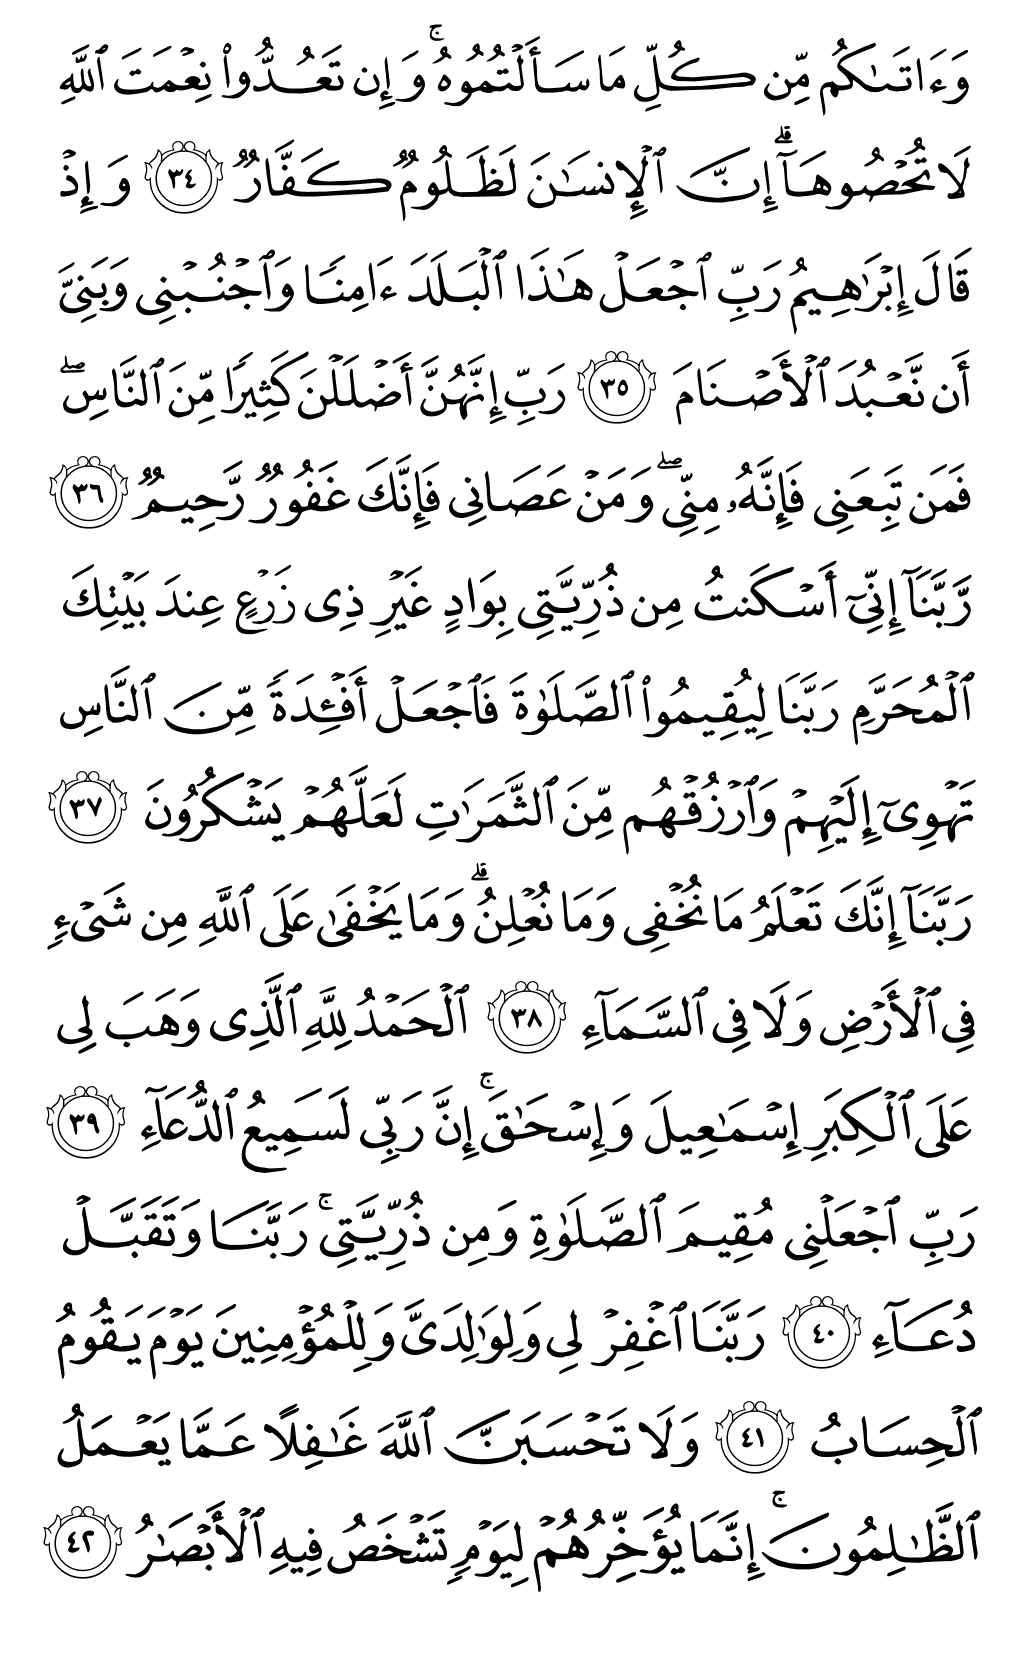 وَءَاتَىٰكُم مِّن كُلِّ مَا سَأَلۡتُمُوهُۚ وَإِن تَعُدُّواْ نِعۡمَتَ ٱللَّهِ
لَا تُحۡصُوهَآۗ إِنَّ ٱلۡإِنسَٰنَ لَظَلُومٞ كَفَّارٞ ٣٤ وَإِذۡ
قَالَ إِبۡرَٰهِيمُ رَبِّ ٱجۡعَلۡ هَٰذَا ٱلۡبَلَدَ ءَامِنٗا وَٱجۡنُبۡنِي وَبَنِيَّ
أَن نَّعۡبُدَ ٱلۡأَصۡنَامَ ٣٥ رَبِّ إِنَّهُنَّ أَضۡلَلۡنَ كَثِيرٗا مِّنَ ٱلنَّاسِۖ
فَمَن تَبِعَنِي فَإِنَّهُۥ مِنِّيۖ وَمَنۡ عَصَانِي فَإِنَّكَ غَفُورٞ رَّحِيمٞ ٣٦
رَّبَّنَآ إِنِّيٓ أَسۡكَنتُ مِن ذُرِّيَّتِي بِوَادٍ غَيۡرِ ذِي زَرۡعٍ عِندَ بَيۡتِكَ
ٱلۡمُحَرَّمِ رَبَّنَا لِيُقِيمُواْ ٱلصَّلَوٰةَ فَٱجۡعَلۡ أَفۡـِٔدَةٗ مِّنَ ٱلنَّاسِ
تَهۡوِيٓ إِلَيۡهِمۡ وَٱرۡزُقۡهُم مِّنَ ٱلثَّمَرَٰتِ لَعَلَّهُمۡ يَشۡكُرُونَ ٣٧
رَبَّنَآ إِنَّكَ تَعۡلَمُ مَا نُخۡفِي وَمَا نُعۡلِنُۗ وَمَا يَخۡفَىٰ عَلَى ٱللَّهِ مِن شَيۡءٖ
فِي ٱلۡأَرۡضِ وَلَا فِي ٱلسَّمَآءِ ٣٨ ٱلۡحَمۡدُ لِلَّهِ ٱلَّذِي وَهَبَ لِي
عَلَى ٱلۡكِبَرِ إِسۡمَٰعِيلَ وَإِسۡحَٰقَۚ إِنَّ رَبِّي لَسَمِيعُ ٱلدُّعَآءِ ٣٩
رَبِّ ٱجۡعَلۡنِي مُقِيمَ ٱلصَّلَوٰةِ وَمِن ذُرِّيَّتِيۚ رَبَّنَا وَتَقَبَّلۡ
دُعَآءِ ٤٠ رَبَّنَا ٱغۡفِرۡ لِي وَلِوَٰلِدَيَّ وَلِلۡمُؤۡمِنِينَ يَوۡمَ يَقُومُ
ٱلۡحِسَابُ ٤١ وَلَا تَحۡسَبَنَّ ٱللَّهَ غَٰفِلًا عَمَّا يَعۡمَلُ
ٱلظَّٰلِمُونَۚ إِنَّمَا يُؤَخِّرُهُمۡ لِيَوۡمٖ تَشۡخَصُ فِيهِ ٱلۡأَبۡصَٰرُ ٤٢